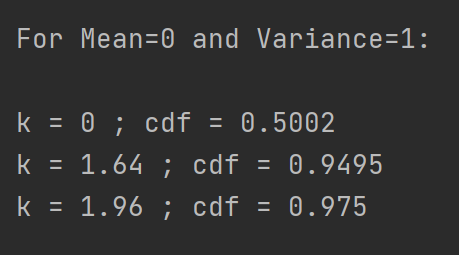 For Mean=0 and Variance=1:
k = 0 ; cdf = 0.5002
k = 1.64 ; cdf = 0.9495
k = 1.96 ; cdf = 0.975